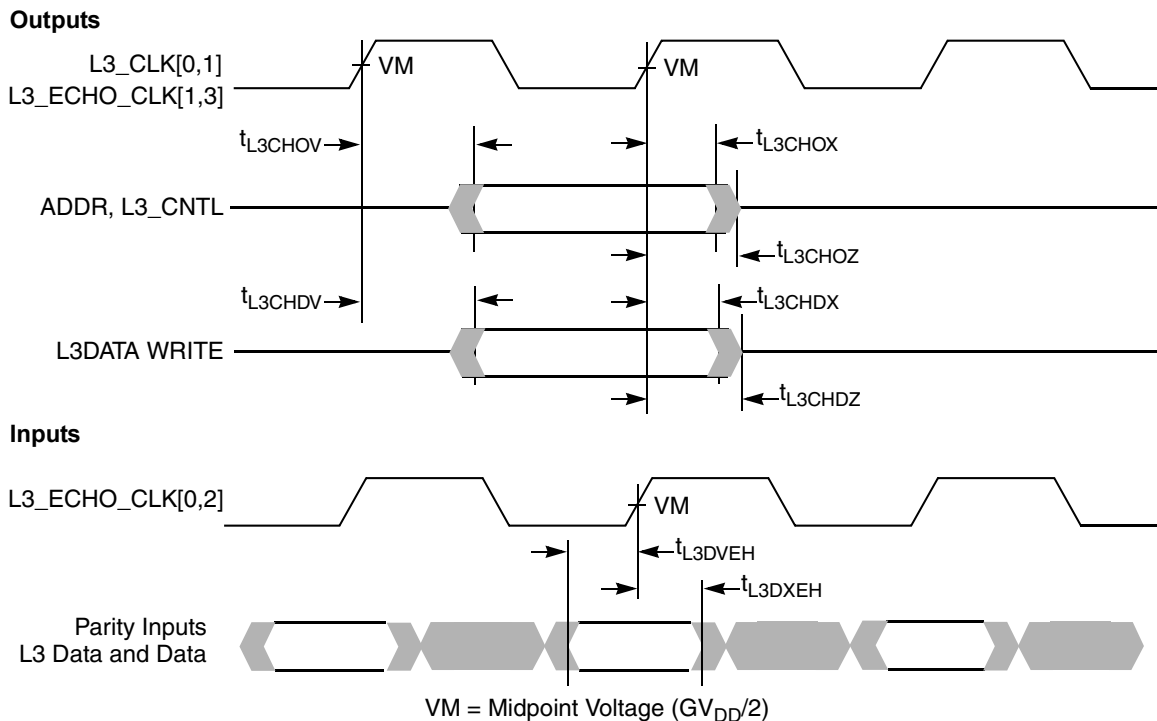 Outputs
L3_CLK[0,1]
VM
VM
L3_ECHO_CLK[1,3]
tL3CHOV
tL3CHOX
ADDR, L3_CNTL
tL3CHOZ
tL3CHDV
tL3CHDX
L3DATA WRITE
tL3CHDZ
Inputs
L3_ECHO_CLK[0,2]
VM
tL3DVEH
tL3DXEH
Parity Inputs
L3 Data and Data
VM = Midpoint Voltage (GVDD/2)